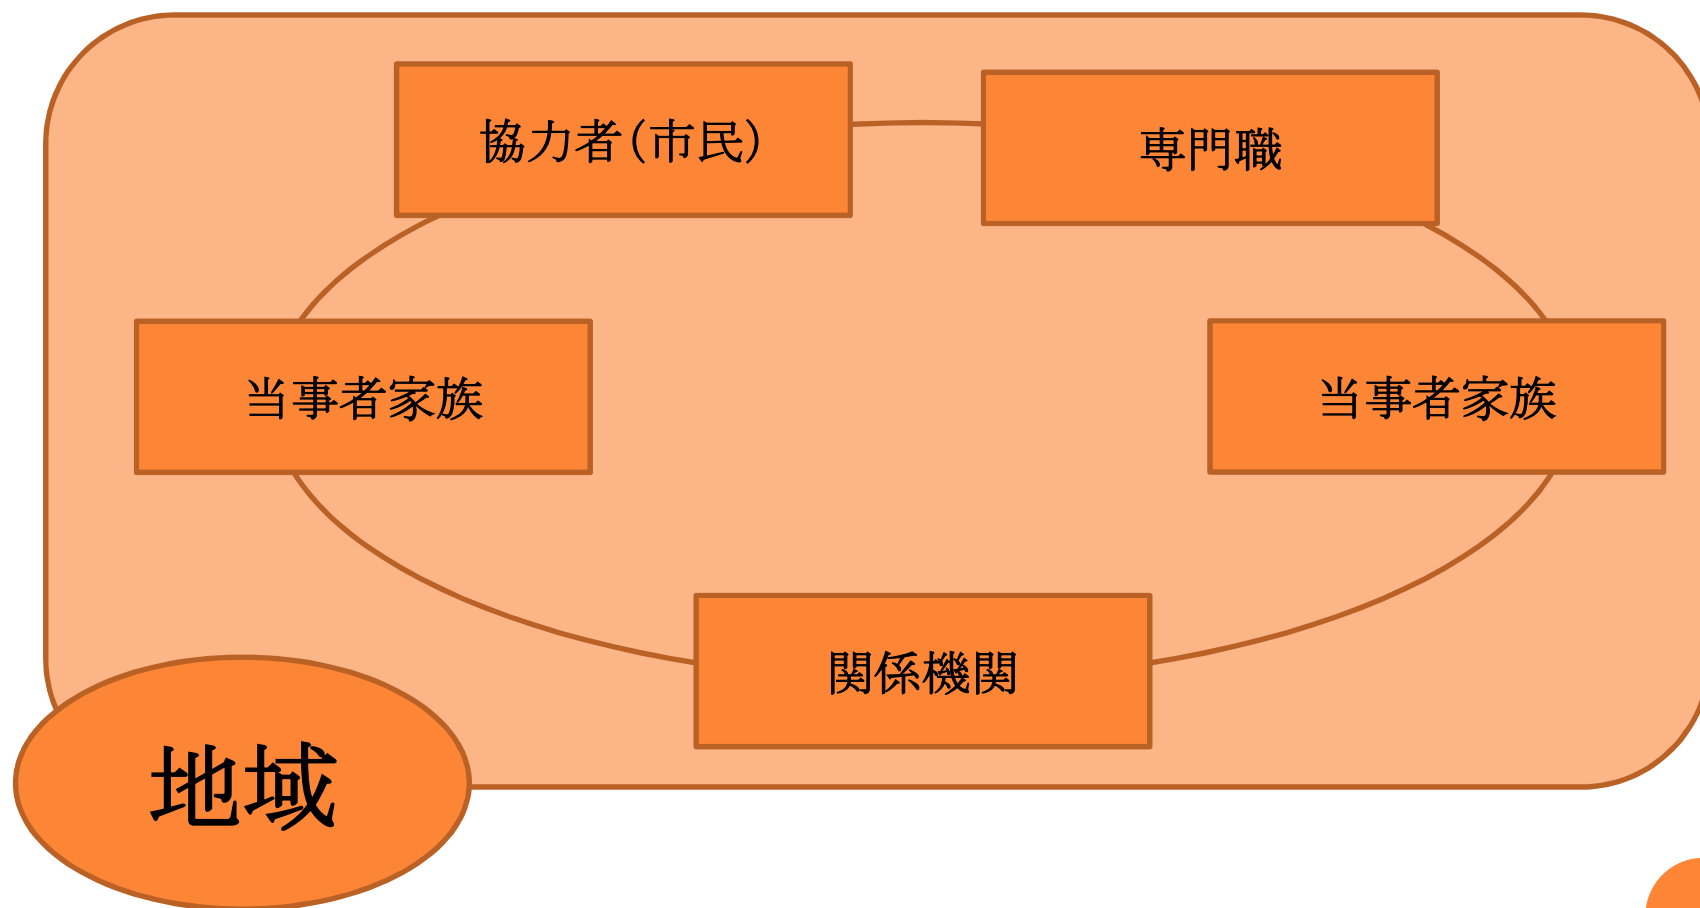 協力者(市民)
専門職
当事者家族
当事者家族
関係機関
地域